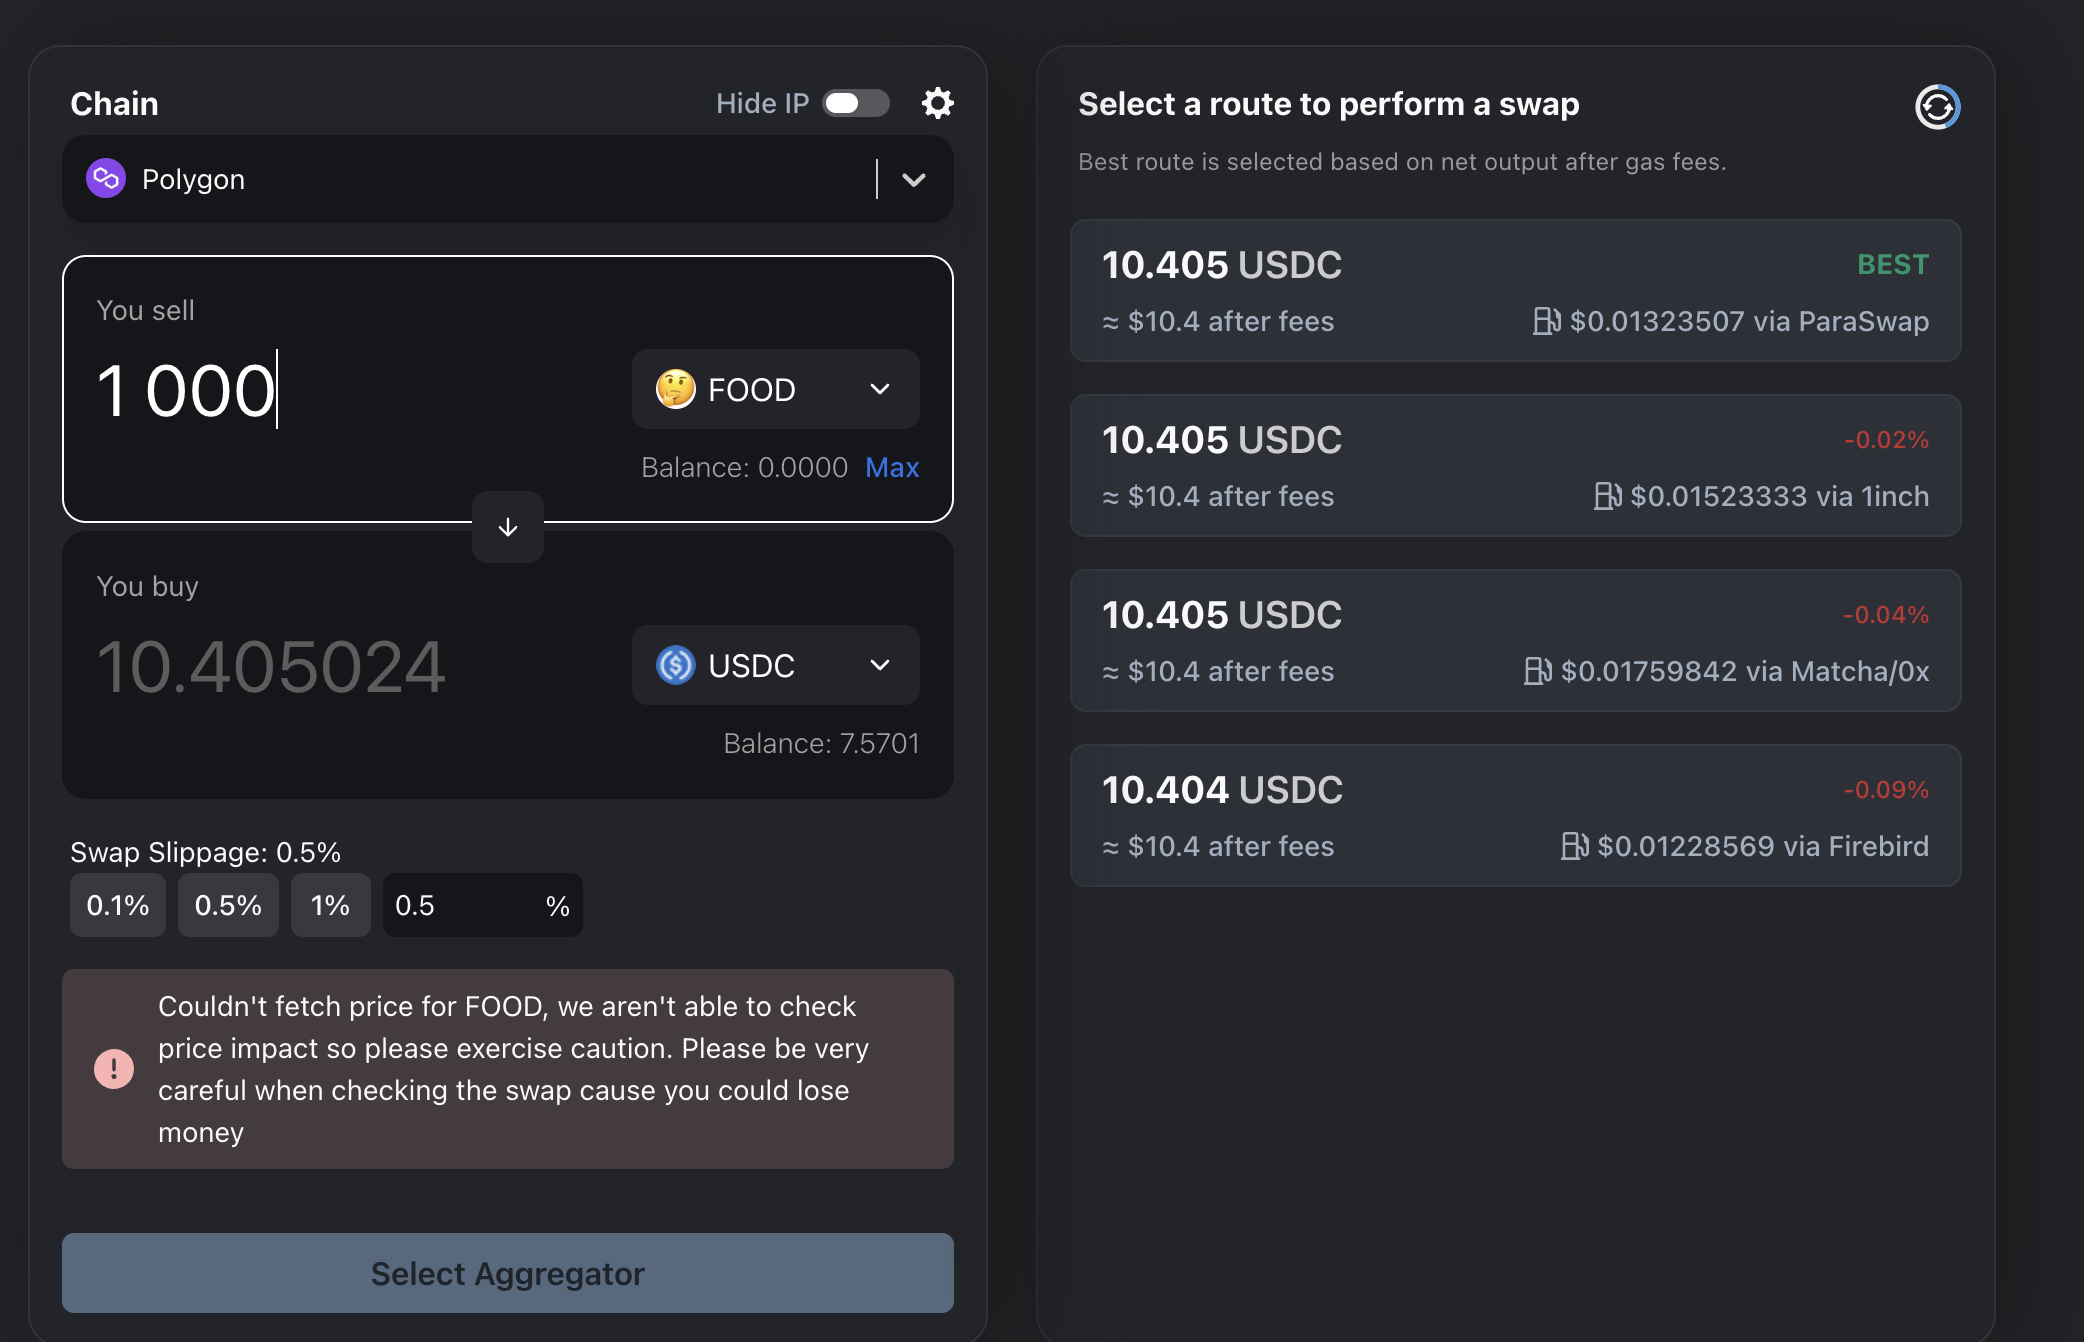 Chain
Hide IP
Polygon
You sell
1 000
FOOD
Balance: 0.0000 Max
You buy
10.405024
USDC
Balance: 7.5701
Swap Slippage: 0.5%
0.1% 0.5% 1% 0.5 %
Couldn't fetch price for FOOD, we aren't able to check
price impact so please exercise caution. Please be very
careful when checking the swap cause you could lose
money
Select Aggregator
Select a route to perform a swap
Best route is selected based on net output after gas fees.
10.405 USDC BEST
≈ $10.4 after fees $0.01323507 via ParaSwap
10.405 USDC -0.02%
≈ $10.4 after fees $0.01523333 via 1inch
10.405 USDC -0.04%
≈ $10.4 after fees $0.01759842 via Matcha/0x
10.404 USDC -0.09%
≈ $10.4 after fees $0.01228569 via Firebird